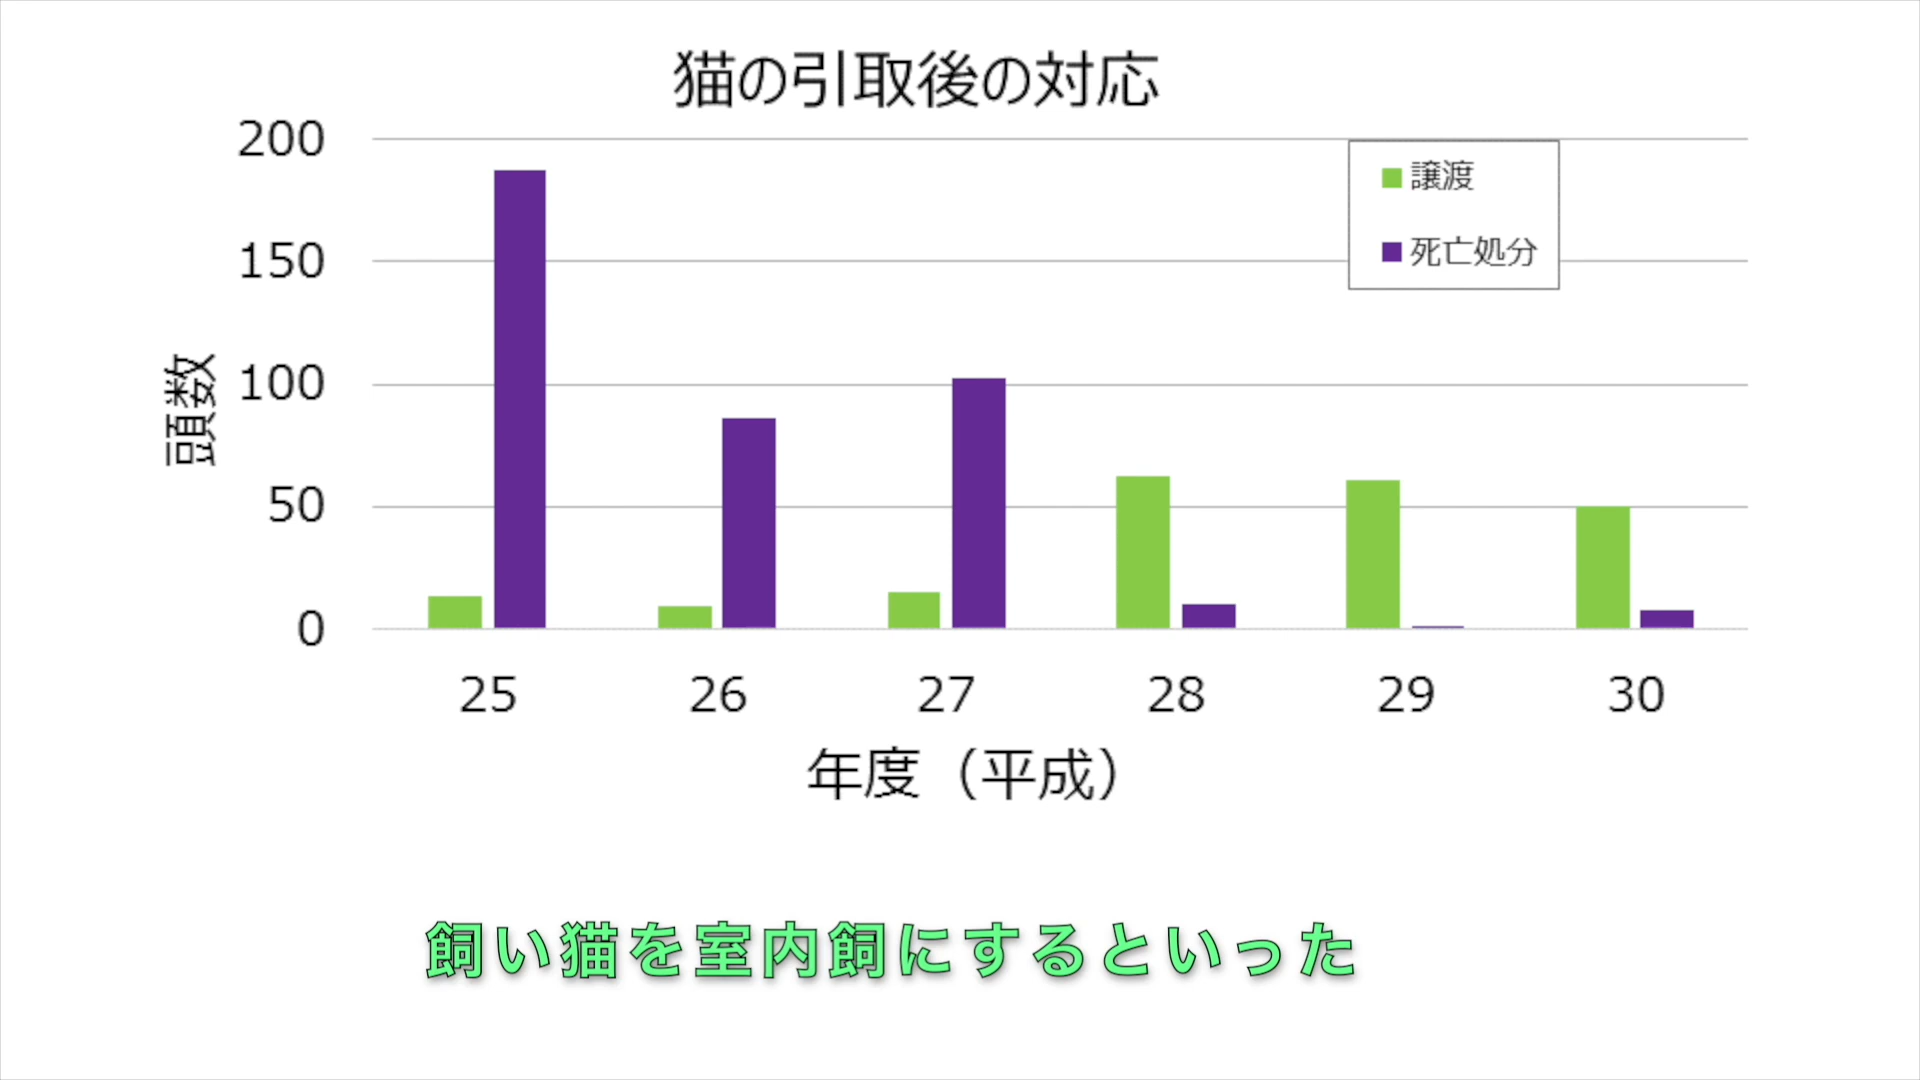 猫の引取後の対応
200
150
100
50
0
頭数
譲渡
死亡処分
25 26 27 28 29 30
年度（平成）
飼い猫を室内飼にするといった